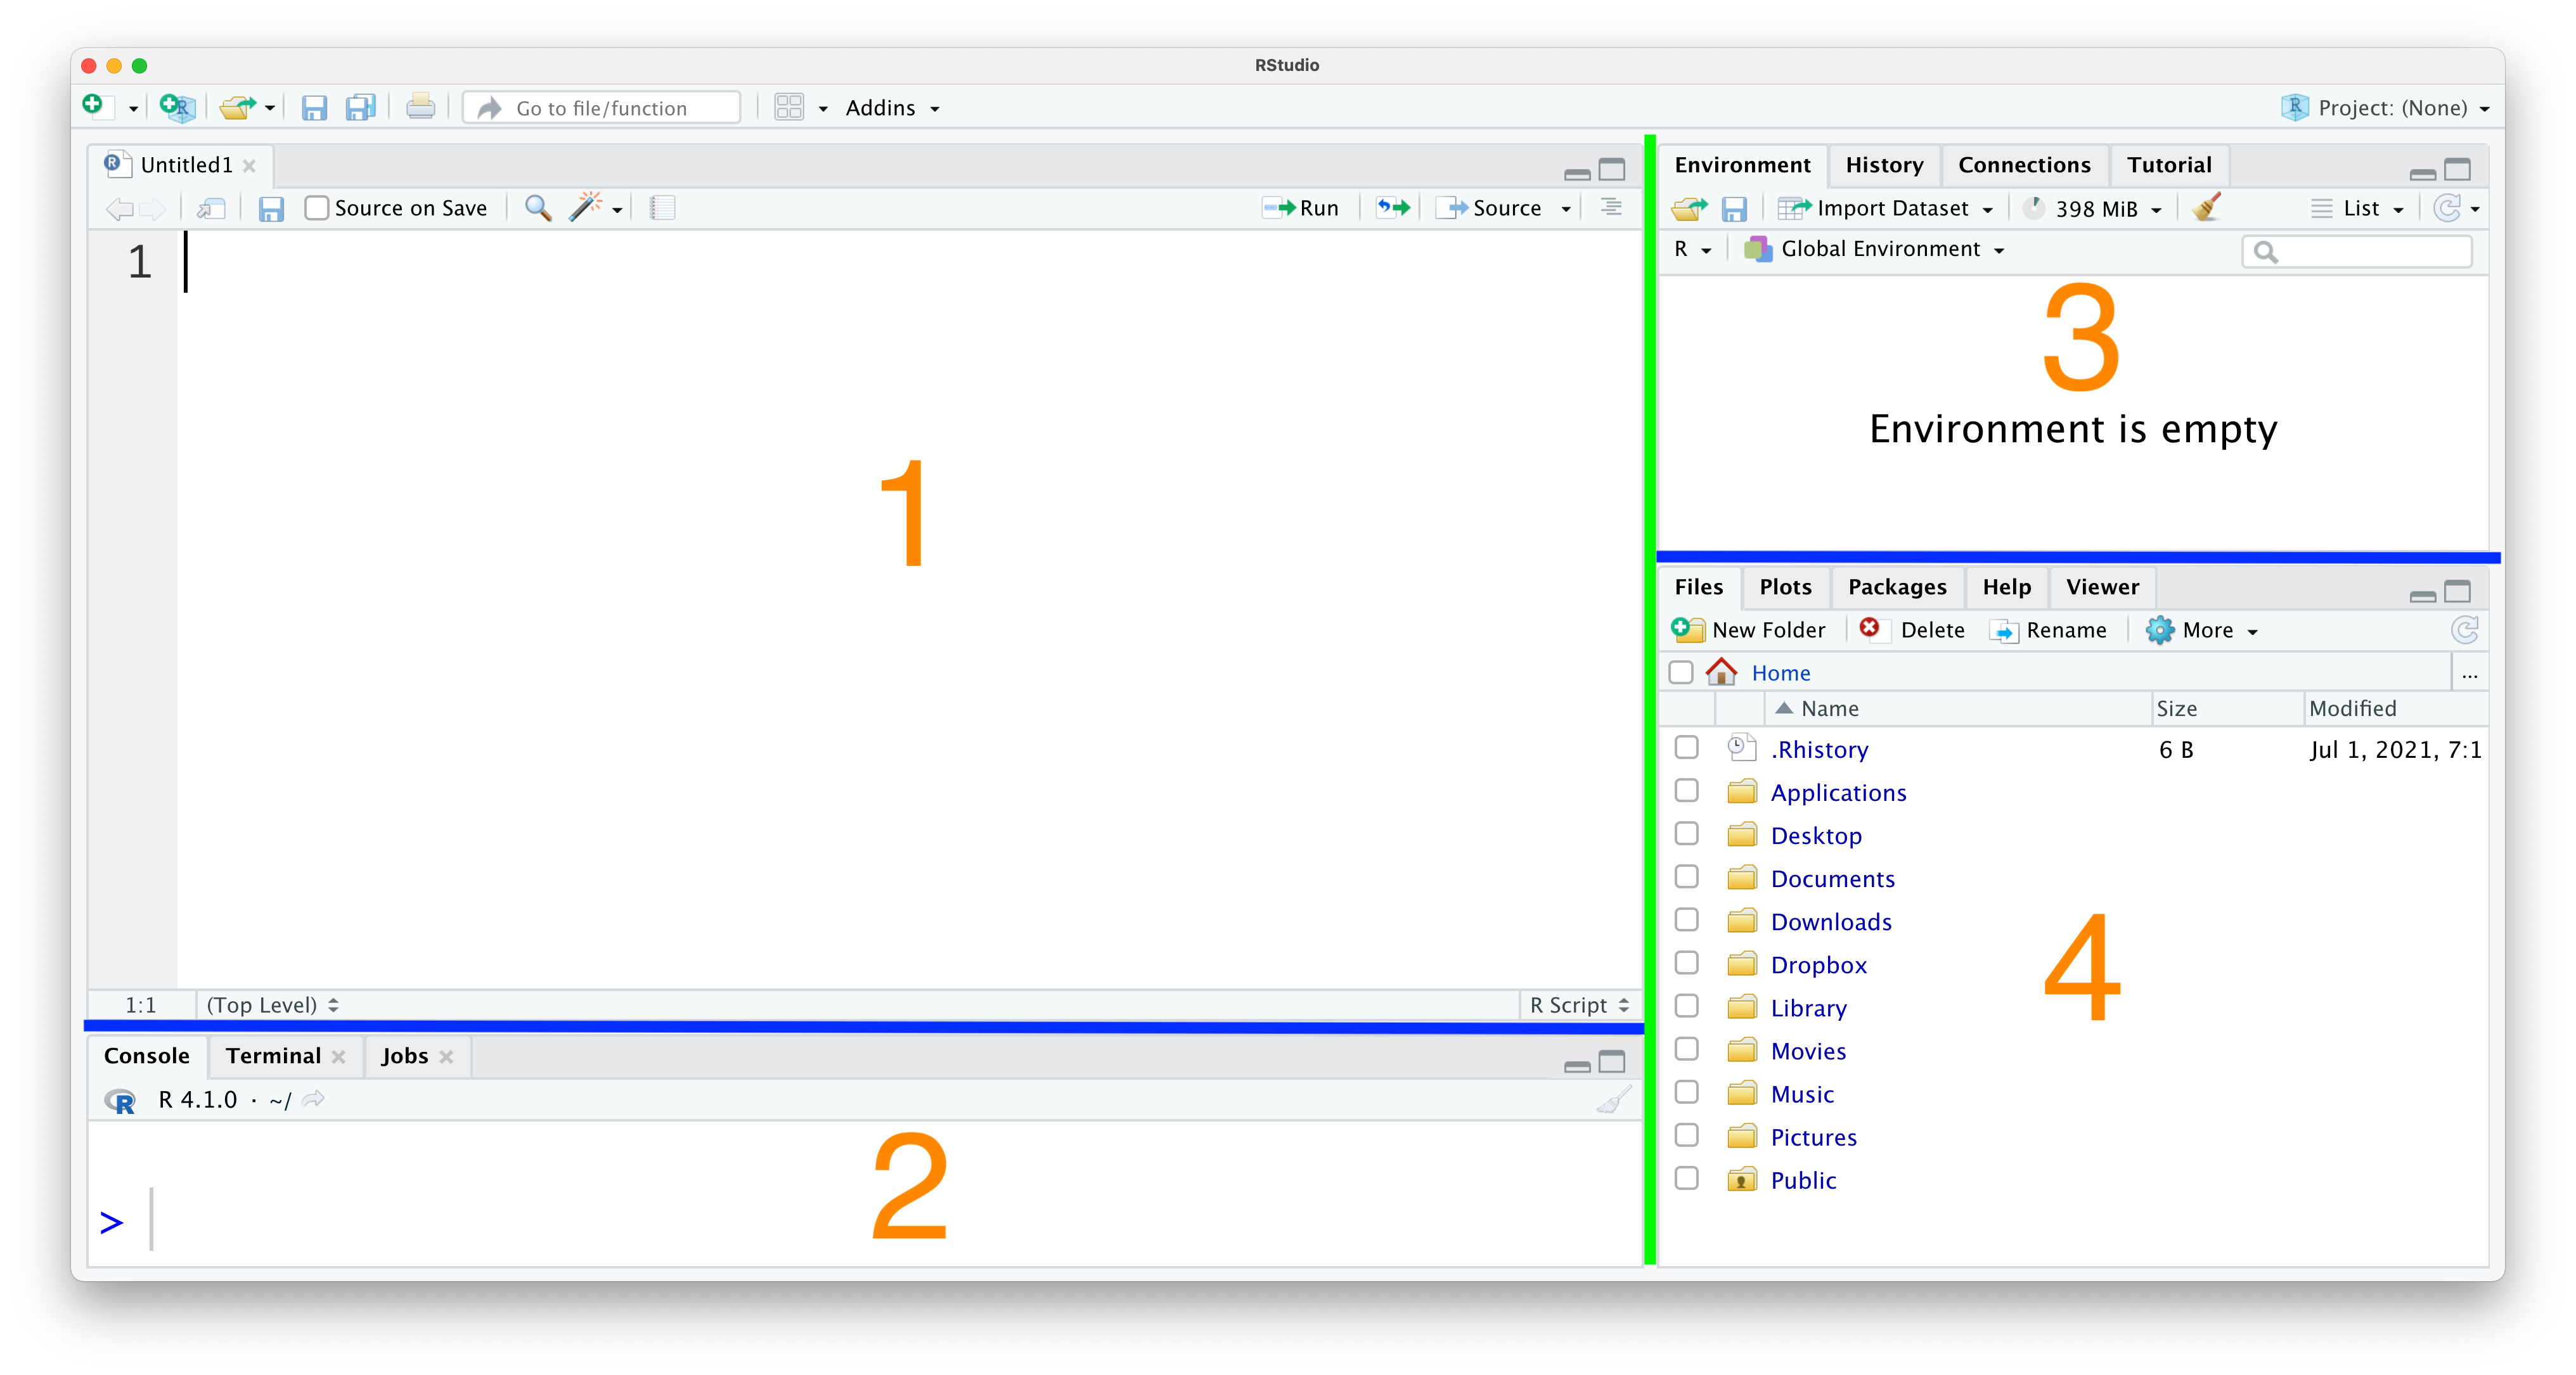 RStudio
Go to file/function Addins Project: (None)
Untitled1
Source on Save Run Source
1
1
1:1 (Top Level) R Script
Console Terminal Jobs
R 4.1.0 · ~/
2
>
Environment History Connections Tutorial
Import Dataset 398 MiB List
R Global Environment
3
Environment is empty
Files Plots Packages Help Viewer
New Folder Delete Rename More
Home ...
Name Size Modified
.Rhistory 6 B Jul 1, 2021, 7:1
Applications
Desktop
Documents
Downloads
Dropbox
4
Library
Movies
Music
Pictures
Public